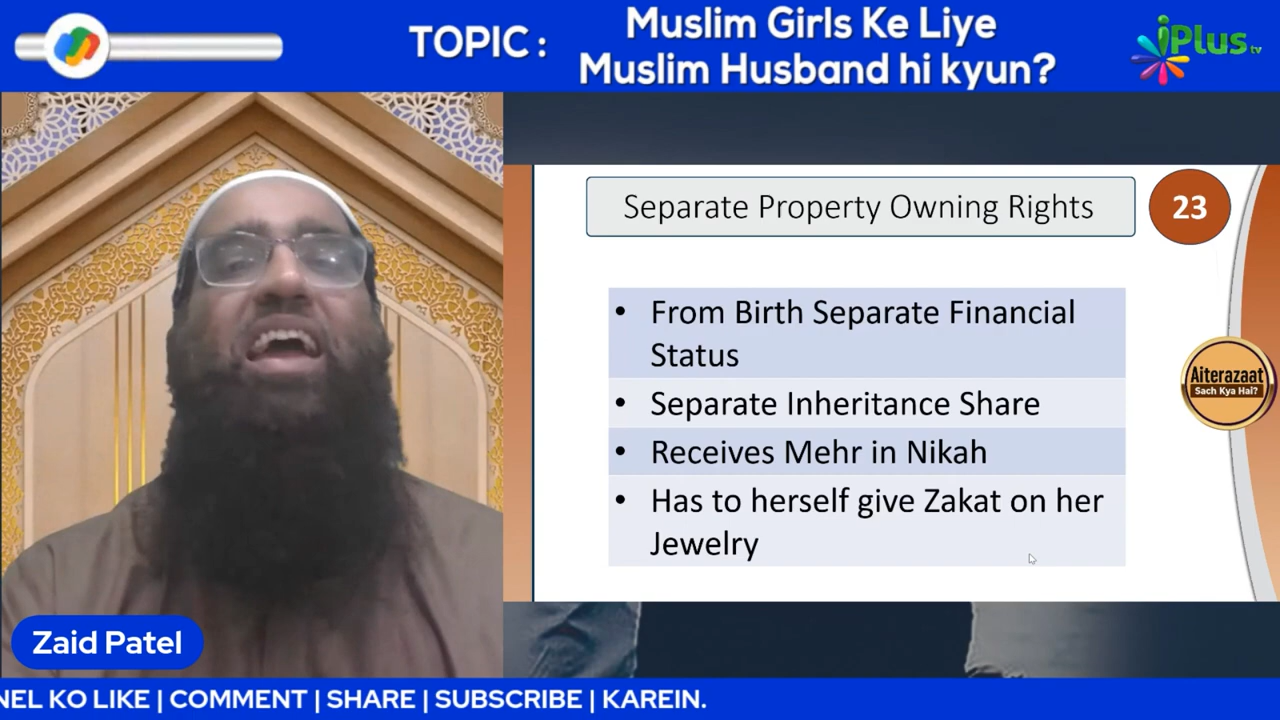 TOPIC :
Muslim Girls Ke Liye
Muslim Husband hi kyun?
iPlus tv
Separate Property Owning Rights
23
• From Birth Separate Financial
Status
• Separate Inheritance Share
• Receives Mehr in Nikah
• Has to herself give Zakat on her
Jewelry
Aiterazaat
Sach Kya Hai?
Zaid Patel
NEL KO LIKE | COMMENT | SHARE | SUBSCRIBE | KAREIN.